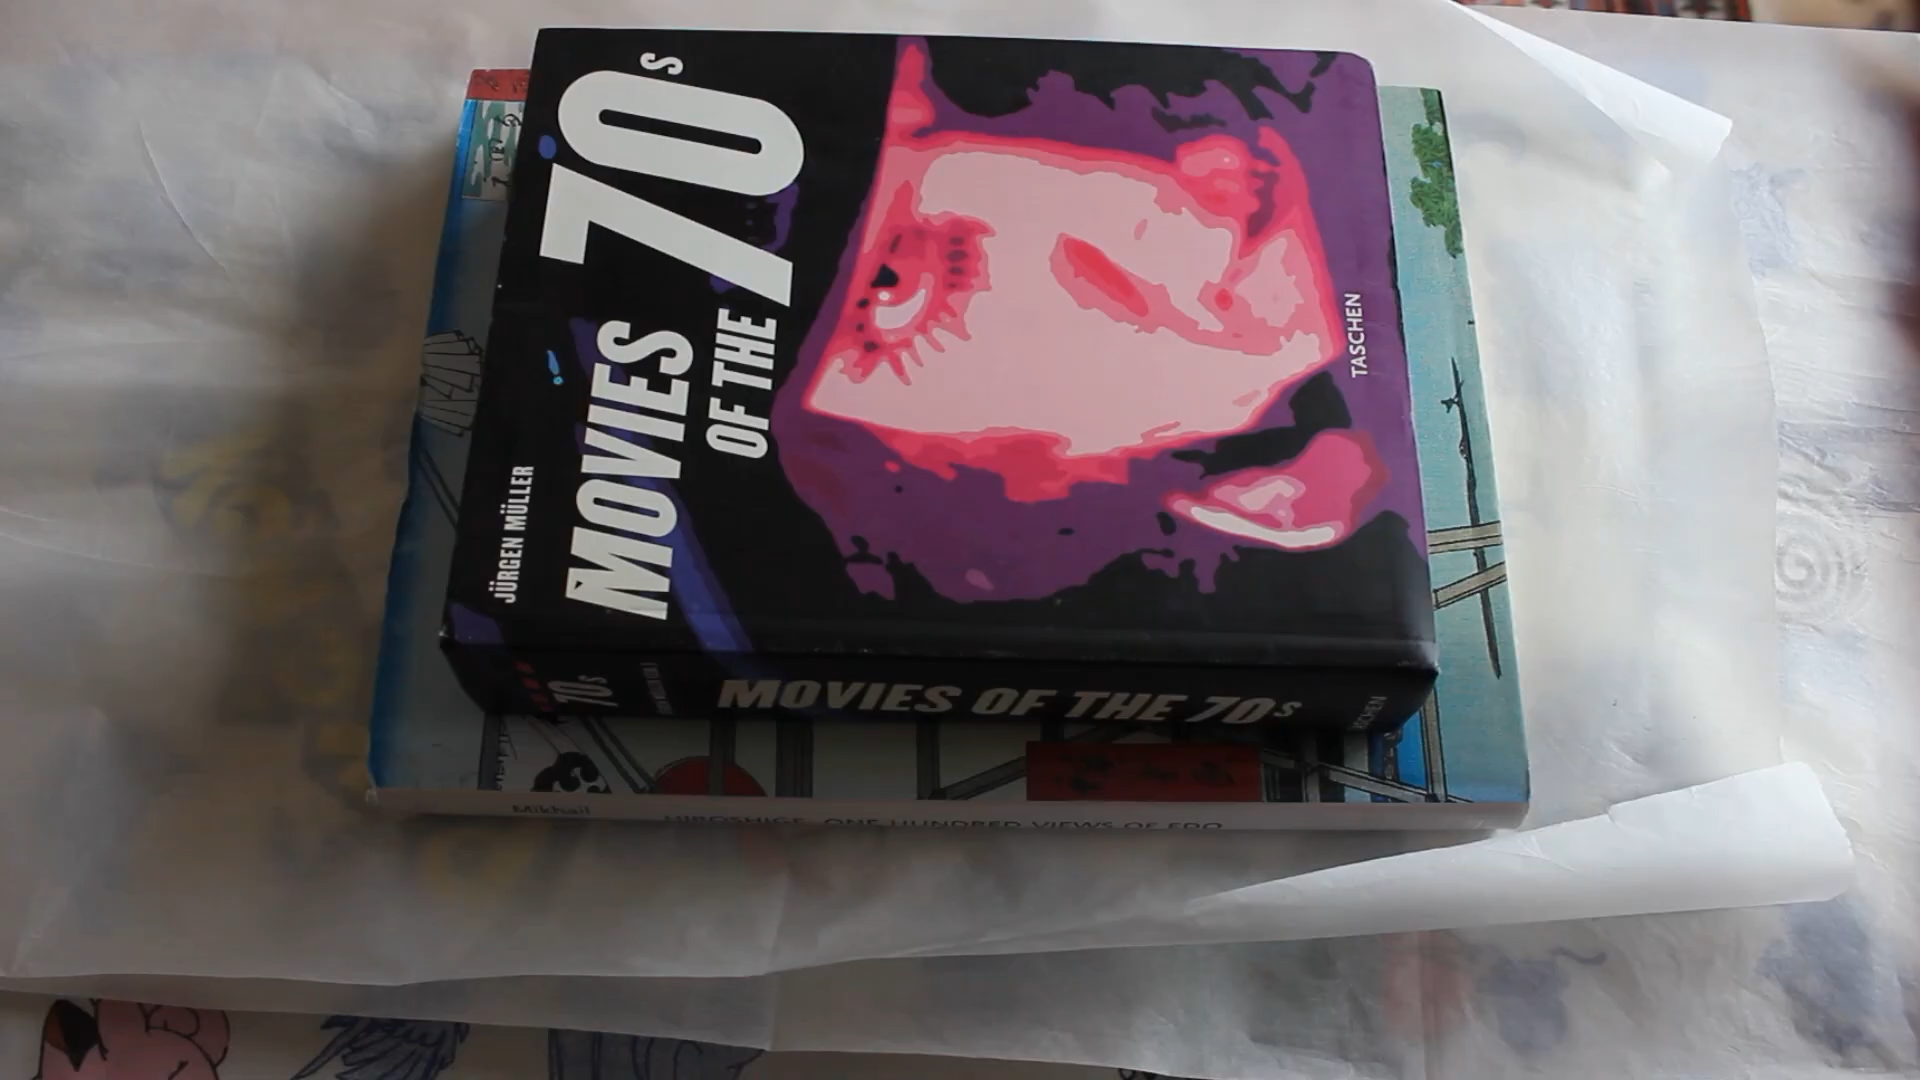 JÜRGEN MÜLLER
MOVIES
OF THE 70s
TASCHEN
70s
MOVIES OF THE 70s
TASCHEN
Mikhail
HIROSHIGE. ONE HUNDRED VIEWS OF EDO